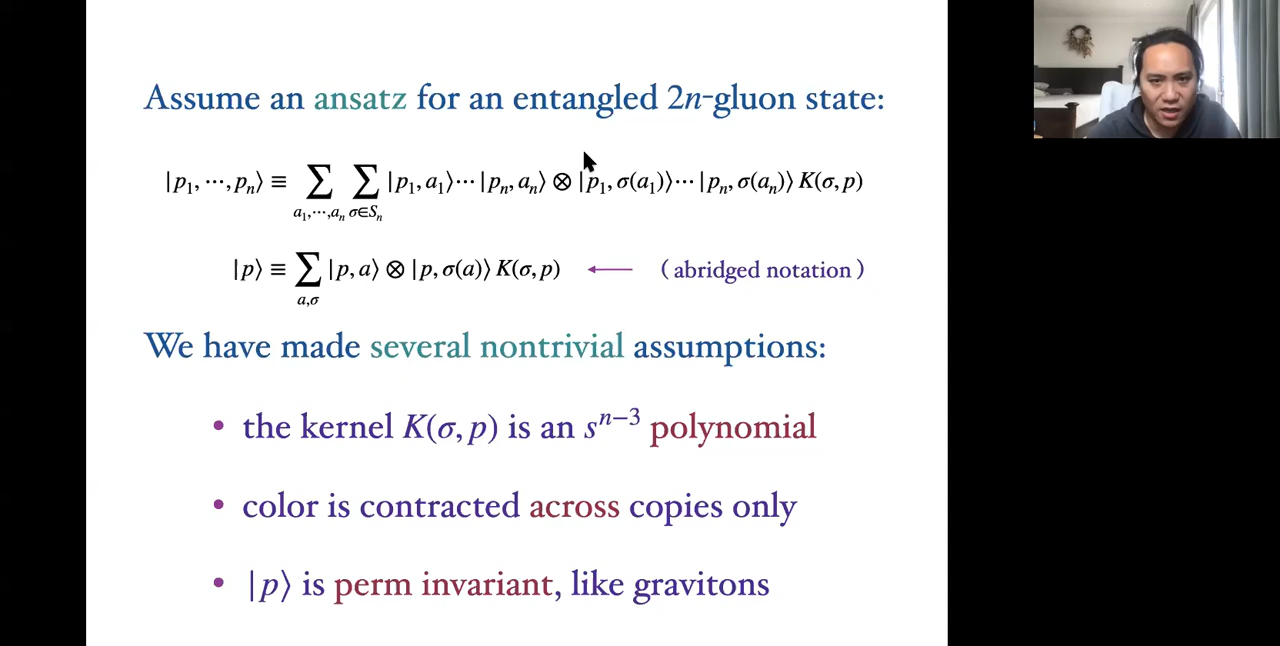 Assume an ansatz for an entangled 2n-gluon state:
|p₁, ⋯, pₙ⟩ ≡ ∑_{a₁,⋯,aₙ} ∑_{σ∈Sₙ} |p₁, a₁⟩⋯|pₙ, aₙ⟩ ⊗ |p₁, σ(a₁)⟩⋯|pₙ, σ(aₙ)⟩ K(σ, p)
|p⟩ ≡ ∑_{a,σ} |p, a⟩ ⊗ |p, σ(a)⟩ K(σ, p) ← ( abridged notation )
We have made several nontrivial assumptions:
• the kernel K(σ, p) is an sⁿ⁻³ polynomial
• color is contracted across copies only
• |p⟩ is perm invariant, like gravitons